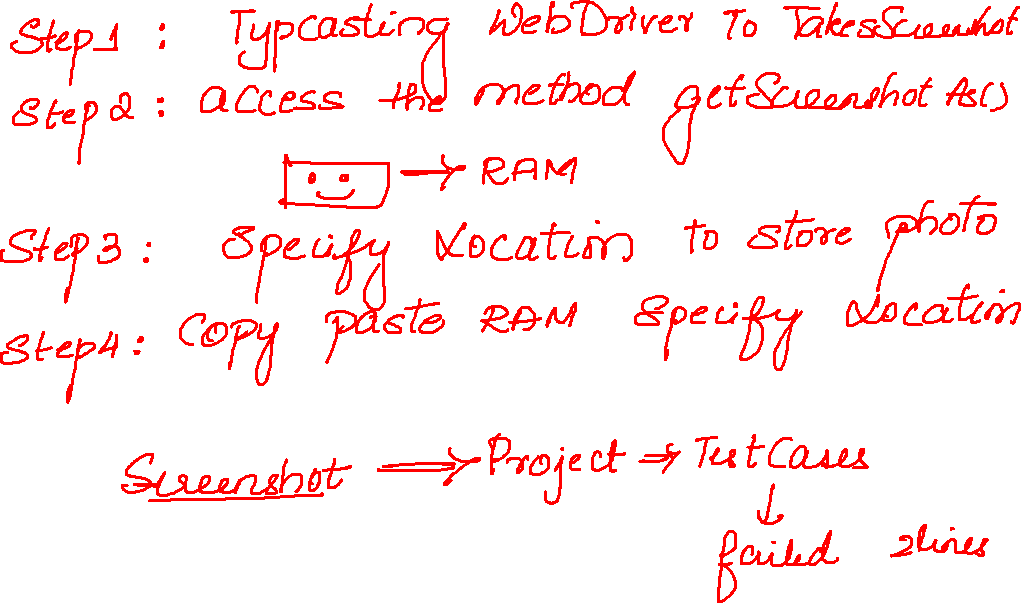 Step1 : Typcasting WebDriver To TakesScreenshot
Step2 : access the method getScreenshotAs()
→ RAM
Step3 : Specify Location to store photo
Step4 : Copy paste RAM Specify Location
Screenshot → Project → TestCases
↓
failed 2lines